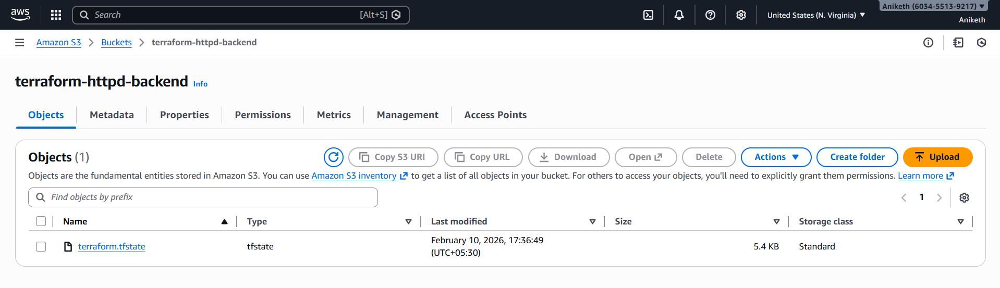 aws
Search [Alt+S]
United States (N. Virginia)
Aniketh (6034-5513-9217)
Aniketh
Amazon S3 Buckets terraform-httpd-backend
terraform-httpd-backend Info
Objects Metadata Properties Permissions Metrics Management Access Points
Objects (1)
Copy S3 URI Copy URL Download Open Delete Actions Create folder Upload
Objects are the fundamental entities stored in Amazon S3. You can use Amazon S3 inventory to get a list of all objects in your bucket. For others to access your objects, you'll need to explicitly grant them permissions. Learn more
Find objects by prefix
1
Name Type Last modified Size Storage class
terraform.tfstate tfstate February 10, 2026, 17:36:49 5.4 KB Standard
(UTC+05:30)